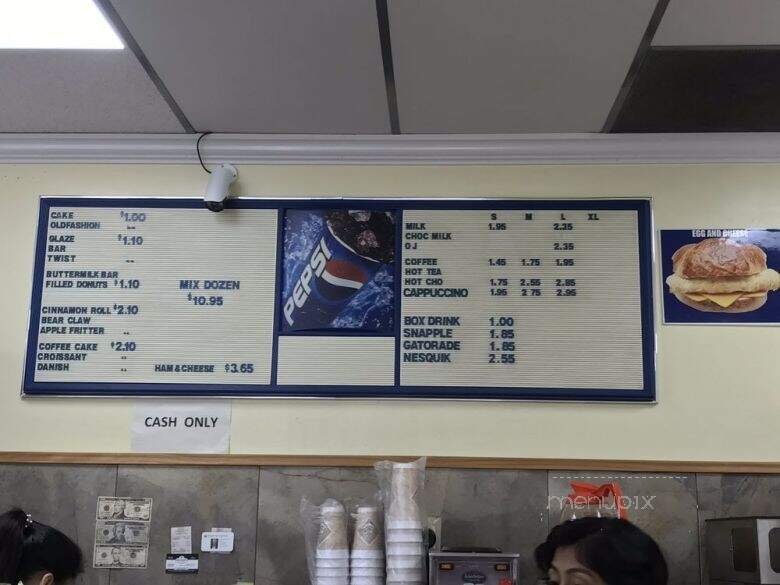 CAKE $1.00
OLDFASHION "
GLAZE $1.10
BAR
TWIST "
BUTTERMILK BAR
FILLED DONUTS $1.10
MIX DOZEN
$10.95
CINNAMON ROLL $2.10
BEAR CLAW
APPLE FRITTER "
COFFEE CAKE $2.10
CROISSANT "
DANISH " HAM & CHEESE $3.65
PEPSI
S M L XL
MILK 1.95 2.35
CHOC MILK
OJ 2.35
COFFEE 1.45 1.75 1.95
HOT TEA
HOT CHO 1.75 2.55 2.85
CAPPUCCINO 1.95 2.75 2.95
BOX DRINK 1.00
SNAPPLE 1.85
GATORADE 1.85
NESQUIK 2.55
EGG AND CHEESE
CASH ONLY
menupix